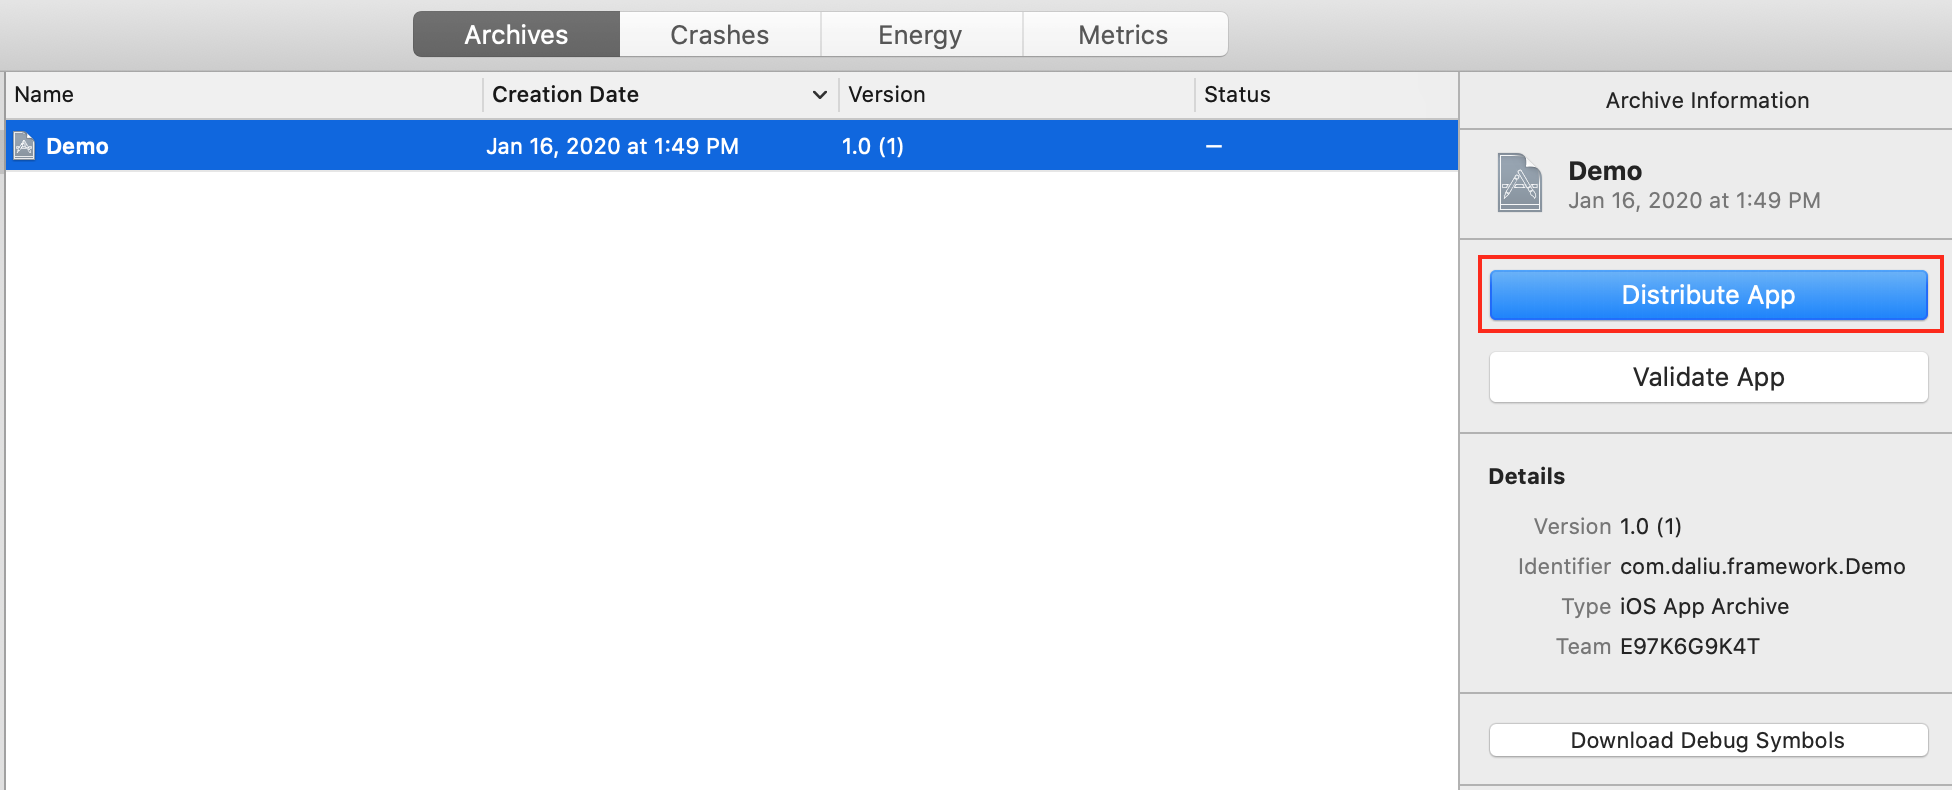 Archives Crashes Energy Metrics
Name Creation Date Version Status
Demo Jan 16, 2020 at 1:49 PM 1.0 (1) —
Archive Information
Demo
Jan 16, 2020 at 1:49 PM
Distribute App
Validate App
Details
Version 1.0 (1)
Identifier com.daliu.framework.Demo
Type iOS App Archive
Team E97K6G9K4T
Download Debug Symbols